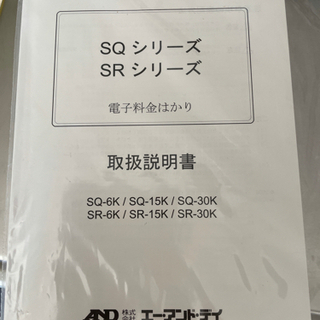 SQ シリーズ
SR シリーズ
電子料金はかり
取扱説明書
SQ-6K / SQ-15K / SQ-30K
SR-6K / SR-15K / SR-30K
AND 株式会社 エーアンド・デイ